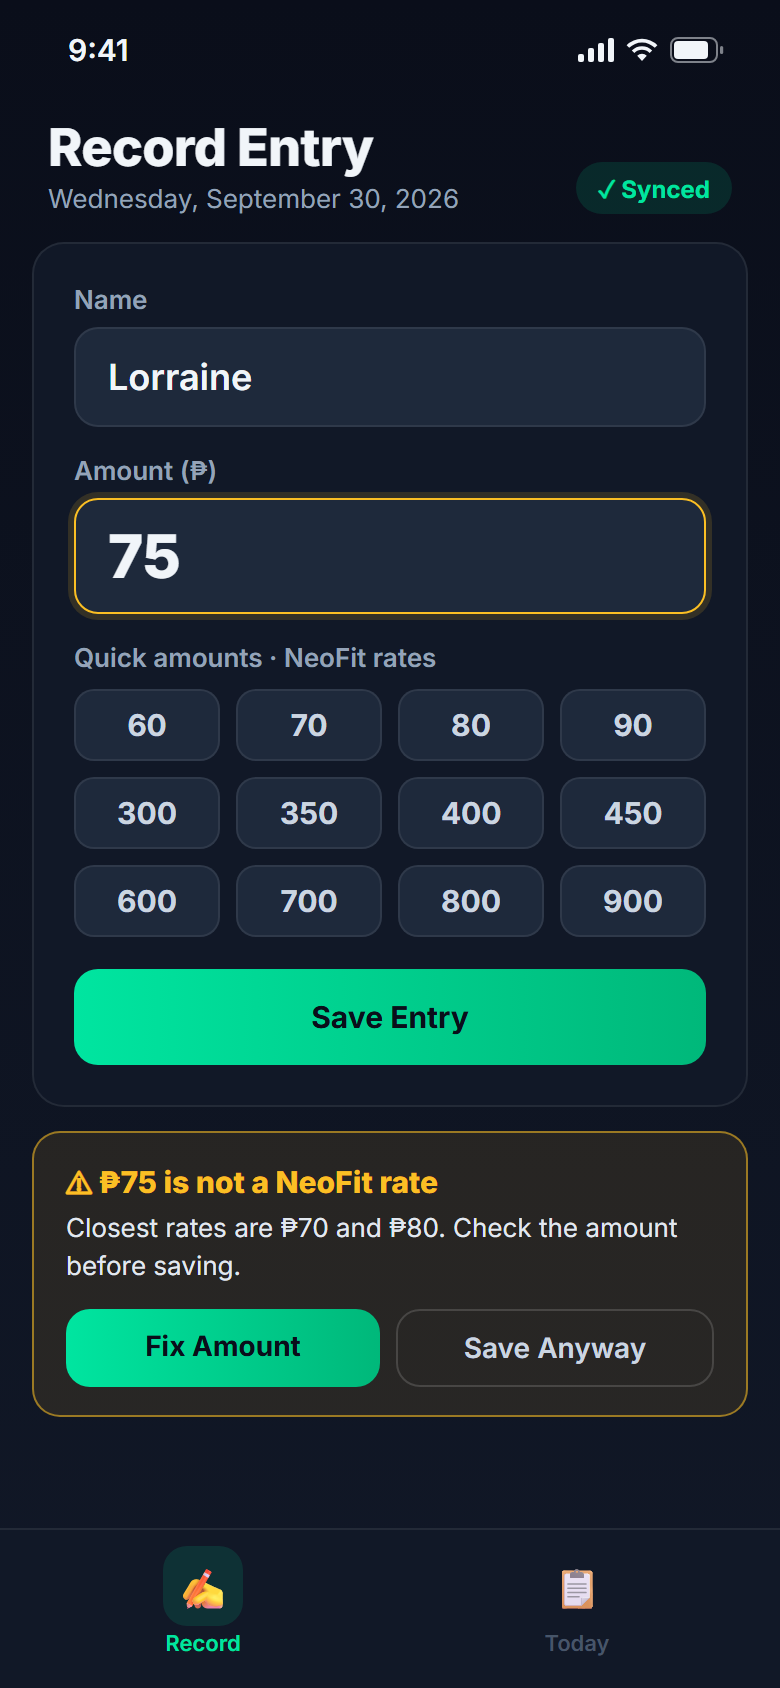 9:41
Record Entry
Wednesday, September 30, 2026
✓ Synced
Name
Lorraine
Amount (₱)
75
Quick amounts · NeoFit rates
60 70 80 90
300 350 400 450
600 700 800 900
Save Entry
⚠ ₱75 is not a NeoFit rate
Closest rates are ₱70 and ₱80. Check the amount
before saving.
Fix Amount Save Anyway
Record Today